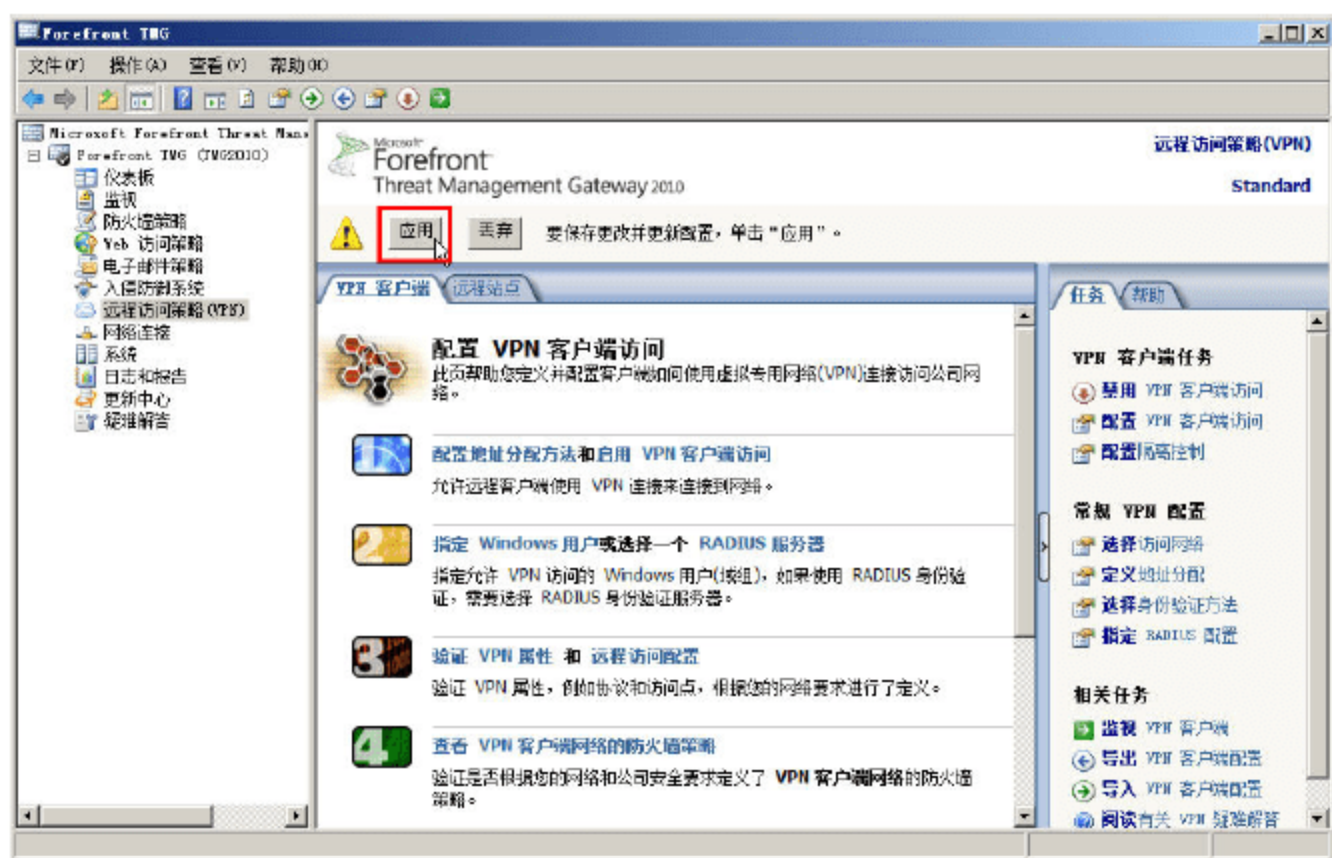 Forefront TMG
文件(F) 操作(A) 查看(V) 帮助(H)
Microsoft Forefront Threat Mana
Forefront TMG (TMG2010)
仪表板
监视
防火墙策略
Web 访问策略
电子邮件策略
入侵防御系统
远程访问策略(VPN)
网络连接
系统
日志和报告
更新中心
疑难解答
Microsoft
Forefront
Threat Management Gateway 2010
远程访问策略(VPN)
Standard
应用 丢弃 要保存更改并更新配置，单击“应用”。
VPN 客户端 远程站点
配置 VPN 客户端访问
此页帮助您定义并配置客户端如何使用虚拟专用网络(VPN)连接访问公司网
络。
1
配置地址分配方法和启用 VPN 客户端访问
允许远程客户端使用 VPN 连接来连接到网络。
2
指定 Windows 用户或选择一个 RADIUS 服务器
指定允许 VPN 访问的 Windows 用户(域组)，如果使用 RADIUS 身份验
证，需要选择 RADIUS 身份验证服务器。
3
验证 VPN 属性 和 远程访问配置
验证 VPN 属性，例如协议和访问点，根据您的网络要求进行了定义。
4
查看 VPN 客户端网络的防火墙策略
验证是否根据您的网络和公司安全要求定义了 VPN 客户端网络的防火墙
策略。
任务 帮助
VPN 客户端任务
禁用 VPN 客户端访问
配置 VPN 客户端访问
配置隔离控制
常规 VPN 配置
选择访问网络
定义地址分配
选择身份验证方法
指定 RADIUS 配置
相关任务
监视 VPN 客户端
导出 VPN 客户端配置
导入 VPN 客户端配置
阅读有关 VPN 疑难解答